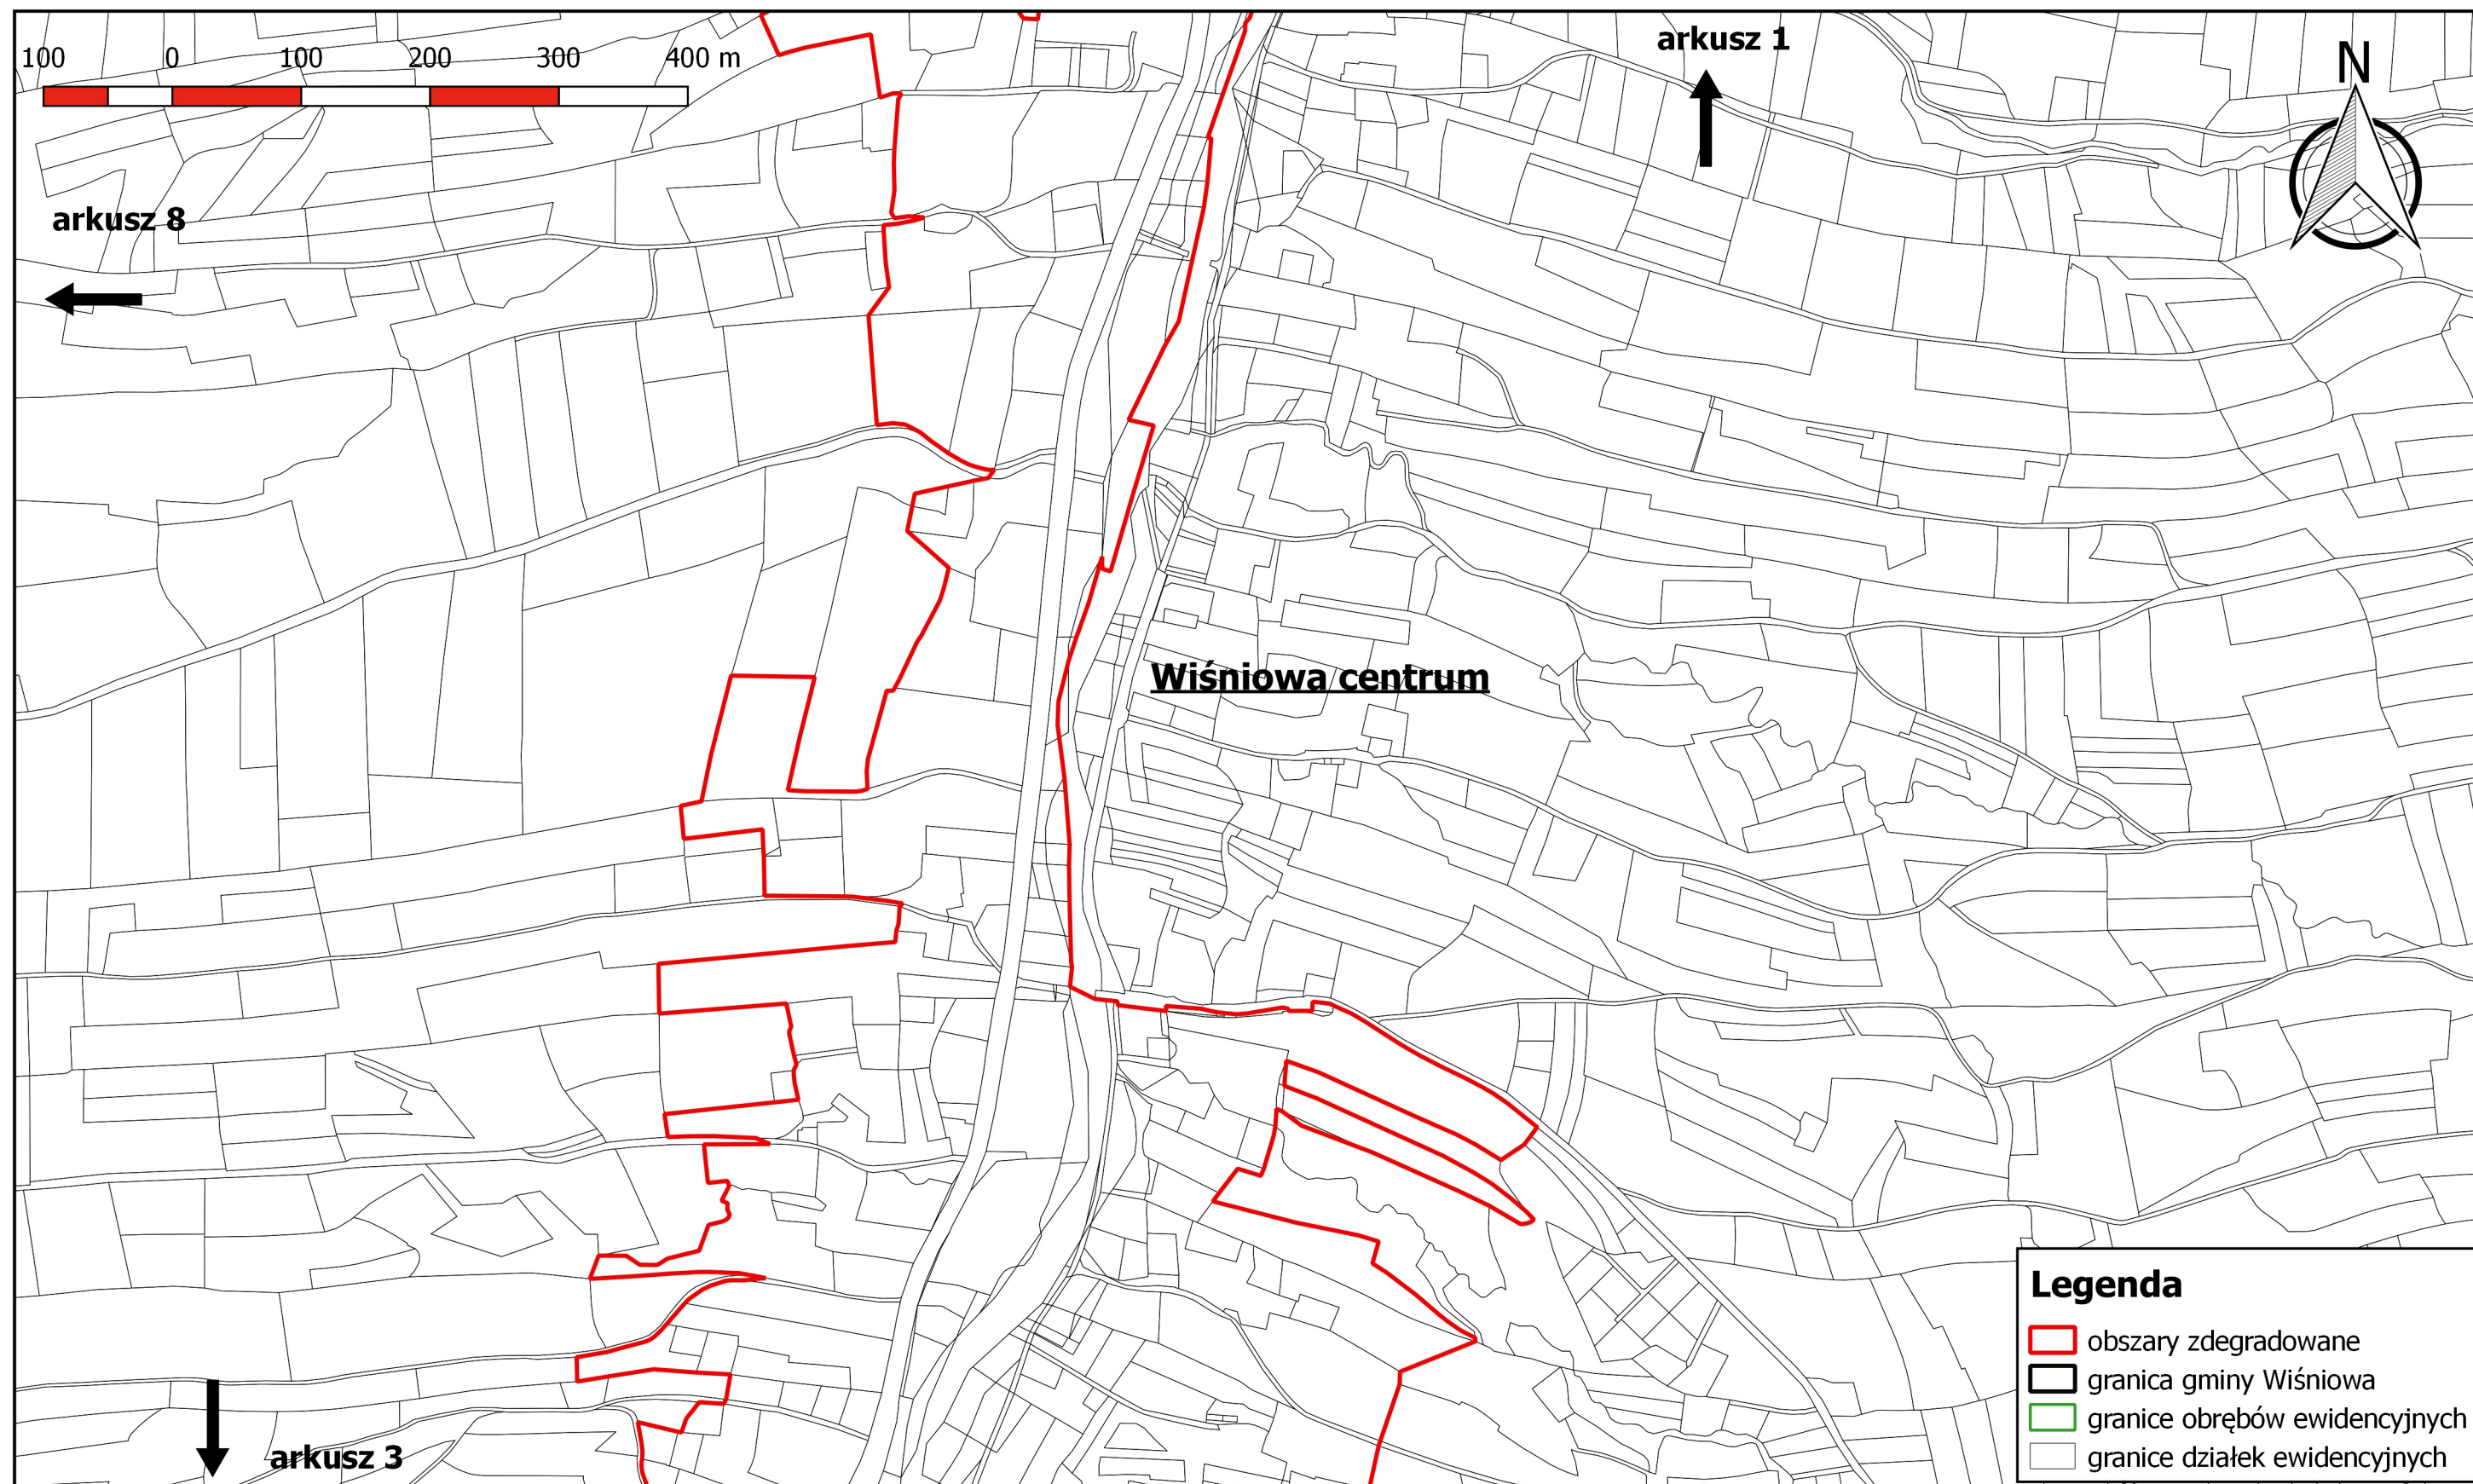 arkusz 1
N
100 0 100 200 300 400 m
arkusz 8
Wiśniowa centrum
Legenda
obszary zdegradowane
granica gminy Wiśniowa
granice obrębów ewidencyjnych
granice działek ewidencyjnych
arkusz 3